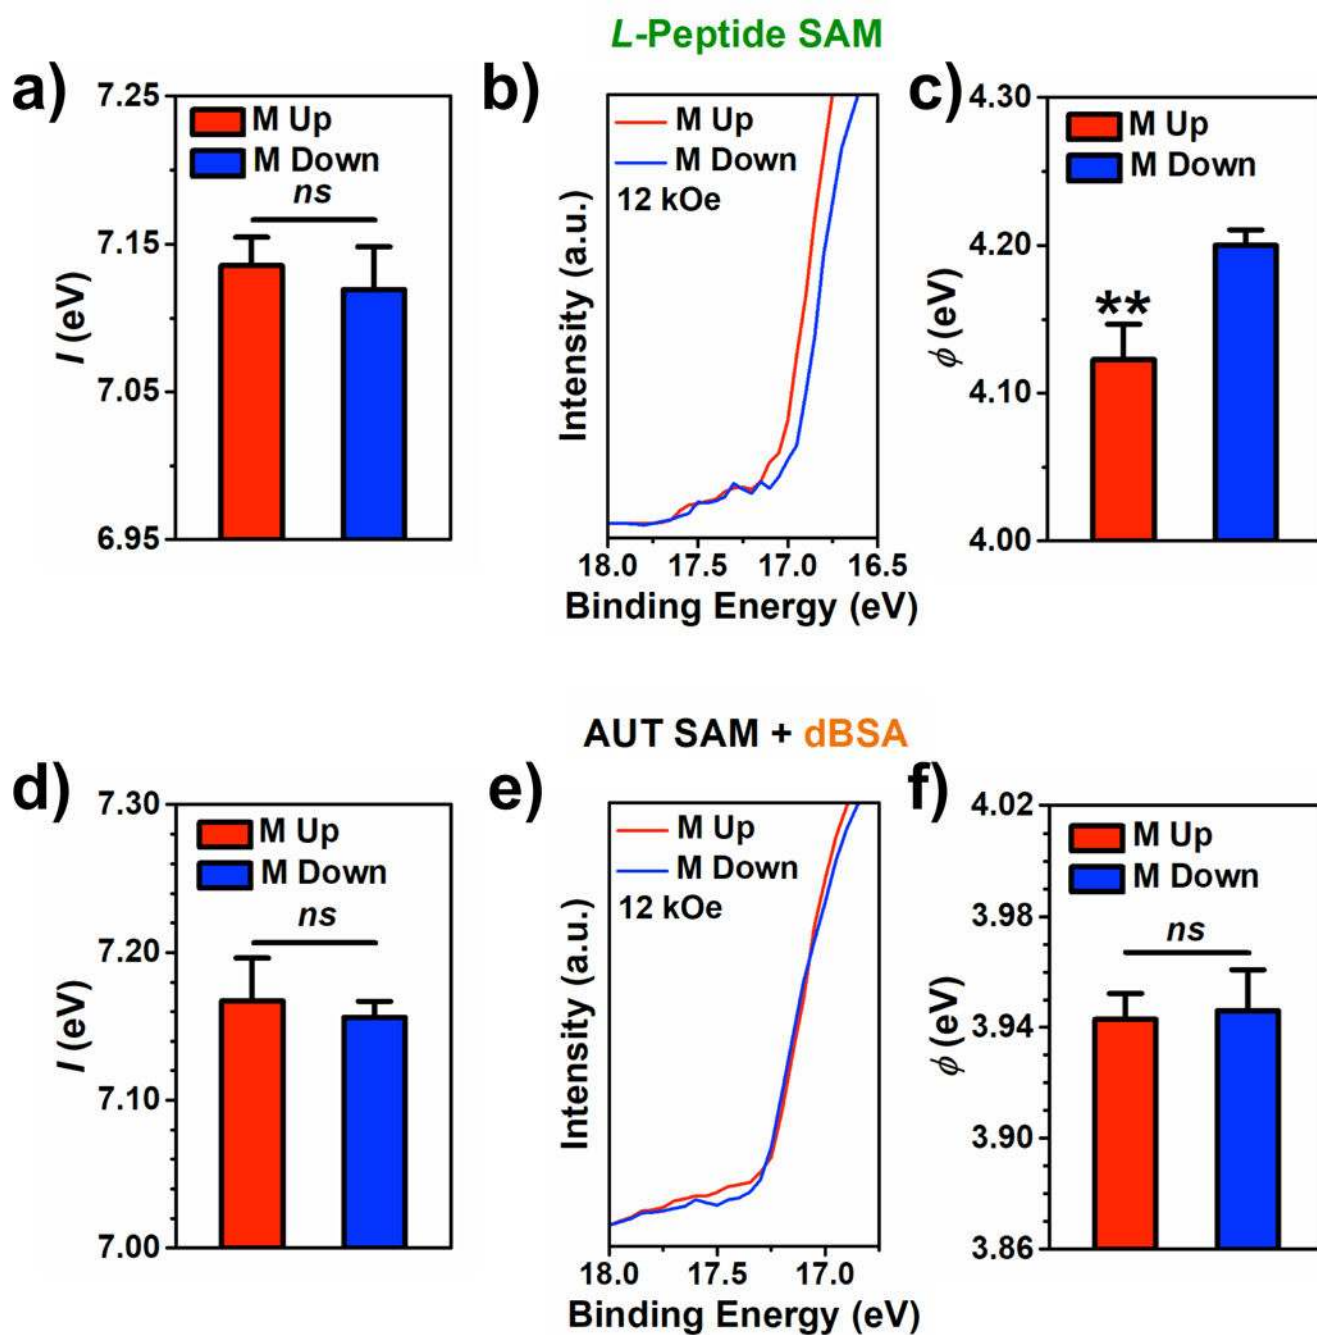 L-Peptide SAM
a)
7.25
7.15
7.05
6.95
I (eV)
M Up
M Down
ns
b)
M Up
M Down
12 kOe
Intensity (a.u.)
18.0 17.5 17.0 16.5
Binding Energy (eV)
c)
4.30
4.20
4.10
4.00
ϕ (eV)
M Up
M Down
**
AUT SAM + dBSA
d)
7.30
7.20
7.10
7.00
I (eV)
M Up
M Down
ns
e)
M Up
M Down
12 kOe
Intensity (a.u.)
18.0 17.5 17.0
Binding Energy (eV)
f)
4.02
3.98
3.94
3.90
3.86
ϕ (eV)
M Up
M Down
ns